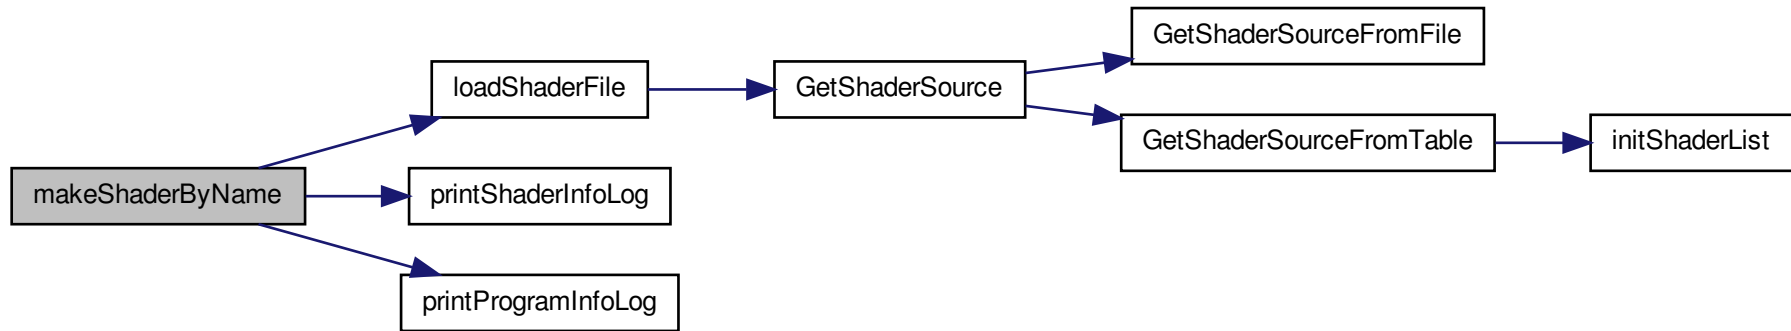 makeShaderByName
loadShaderFile
printShaderInfoLog
printProgramInfoLog
GetShaderSource
GetShaderSourceFromFile
GetShaderSourceFromTable
initShaderList